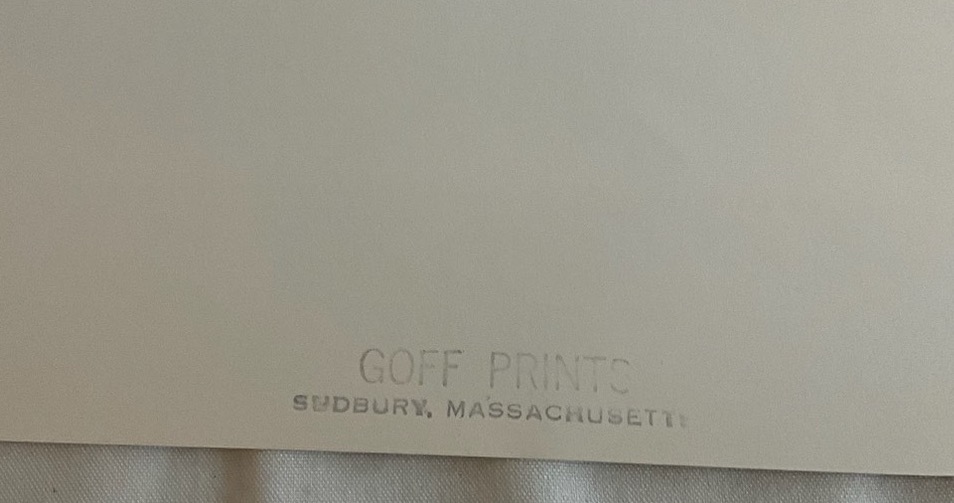 GOFF PRINTS
SUDBURY, MASSACHUSETTS